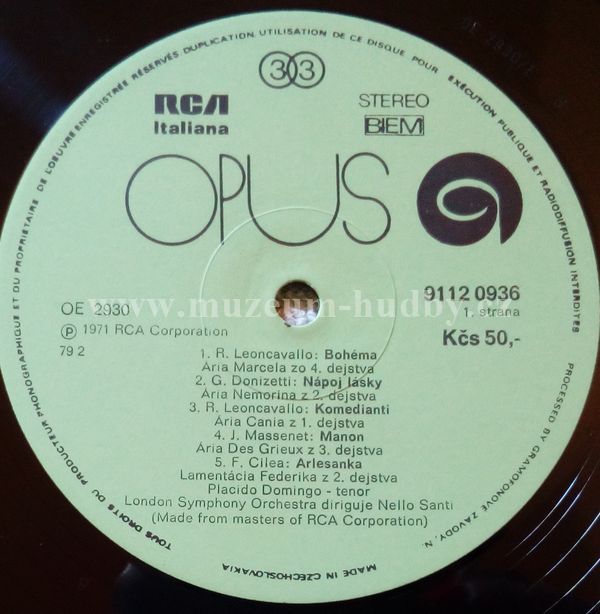 TOUS DROITS DU PRODUCTEUR PHONOGRAPHIQUE ET DU PROPRIETAIRE DE L'OEUVRE ENREGISTRÉE RÉSERVÉS DUPLICATION UTILISATION DE CE DISQUE POUR EXÉCUTION PUBLIQUE ET RADIODIFFUSION INTERDITES
33
RCA STEREO
Italiana BIEM
OPUS
OE 2930 9112 0936
1. strana
℗ 1971 RCA Corporation Kčs 50,-
79 2
www.muzeum-hudby.cz
1. R. Leoncavallo: Bohéma
Ária Marcela zo 4. dejstva
2. G. Donizetti: Nápoj lásky
Ária Nemorina z 2. dejstva
3. R. Leoncavallo: Komedianti
Ária Cania z 1. dejstva
4. J. Massenet: Manon
Ária Des Grieux z 3. dejstva
5. F. Cilea: Arlesanka
Lamentácia Federika z 2. dejstva
Placido Domingo - tenor
London Symphony Orchestra diriguje Nello Santi
(Made from masters of RCA Corporation)
MADE IN CZECHOSLOVAKIA
PROCESSED BY GRAMOFONOVÉ ZÁVODY, N.